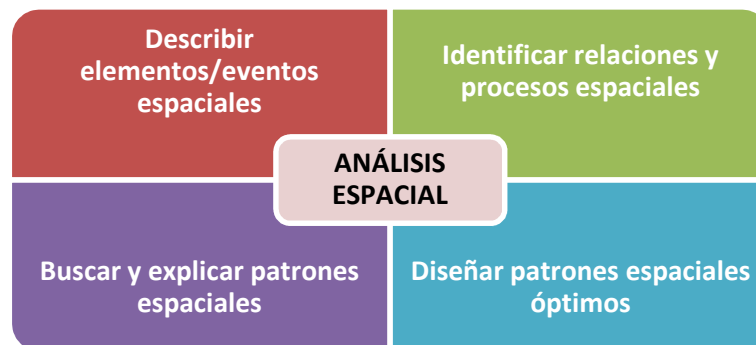 Describir
elementos/eventos
espaciales
Identificar relaciones y
procesos espaciales
ANÁLISIS
ESPACIAL
Buscar y explicar patrones
espaciales
Diseñar patrones espaciales
óptimos